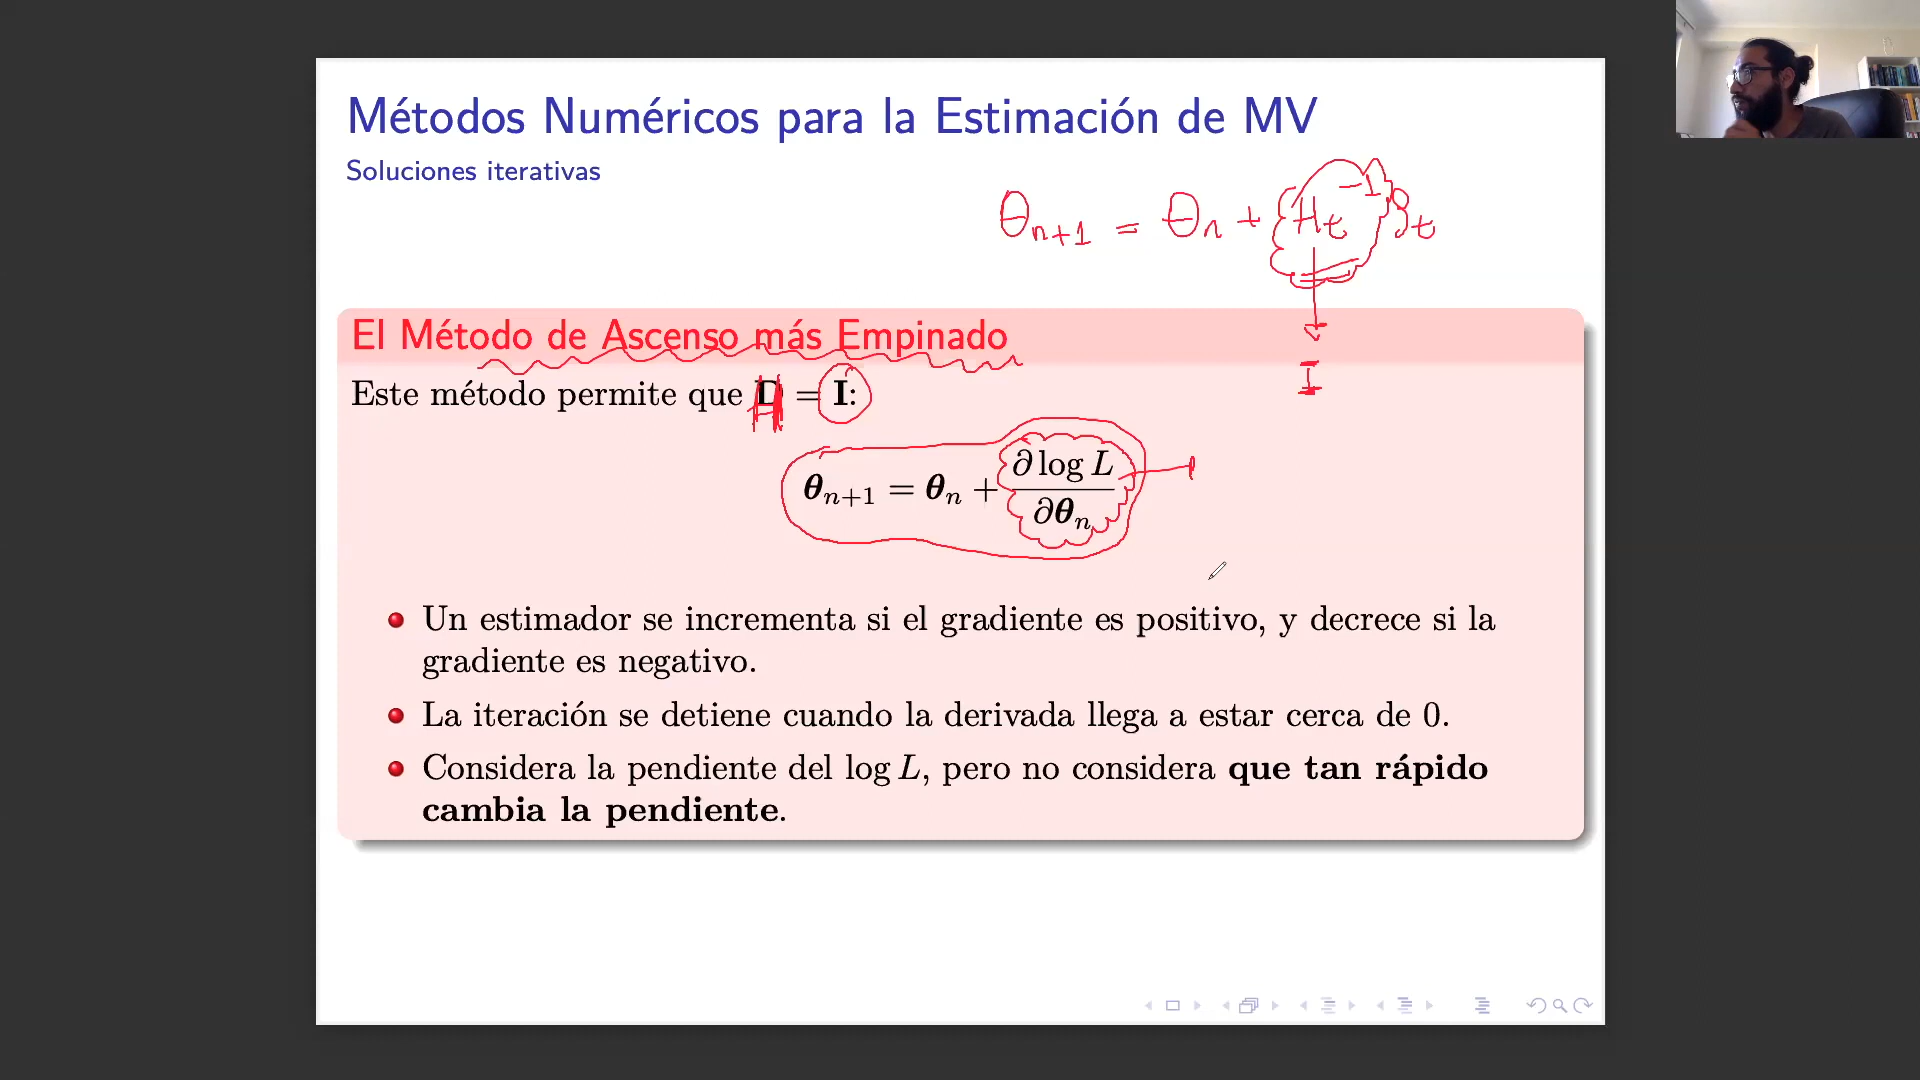 Métodos Numéricos para la Estimación de MV
Soluciones iterativas
θn+1 = θn + Ht⁻¹ gt
I
El Método de Ascenso más Empinado
Este método permite que H = I:
θn+1 = θn + ∂ log L / ∂θn
Un estimador se incrementa si el gradiente es positivo, y decrece si la
gradiente es negativo.
La iteración se detiene cuando la derivada llega a estar cerca de 0.
Considera la pendiente del log L, pero no considera que tan rápido
cambia la pendiente.